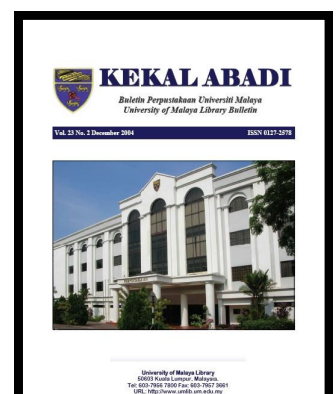 KEKAL ABADI
Buletin Perpustakaan Universiti Malaya
University of Malaya Library Bulletin
Vol. 23 No. 2 December 2004 ISSN 0127-2578
University of Malaya Library
50603 Kuala Lumpur, Malaysia.
Tel: 603-7956 7800 Fax: 603-7957 3661
URL: http://www.umlib.um.edu.my